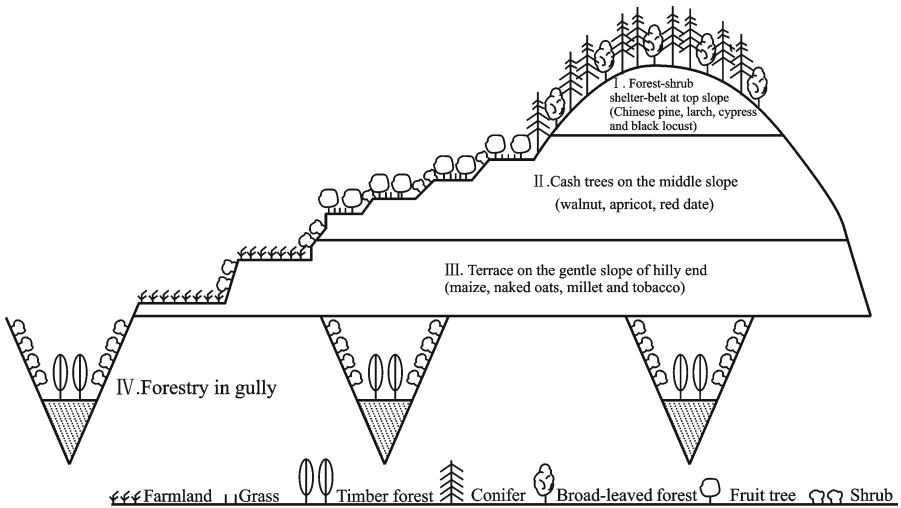 Ⅰ. Forest-shrub
shelter-belt at top slope
(Chinese pine, larch, cypress
and black locust)
Ⅱ.Cash trees on the middle slope
(walnut, apricot, red date)
Ⅲ. Terrace on the gentle slope of hilly end
(maize, naked oats, millet and tobacco)
Ⅳ.Forestry in gully
Farmland Grass Timber forest Conifer Broad-leaved forest Fruit tree Shrub